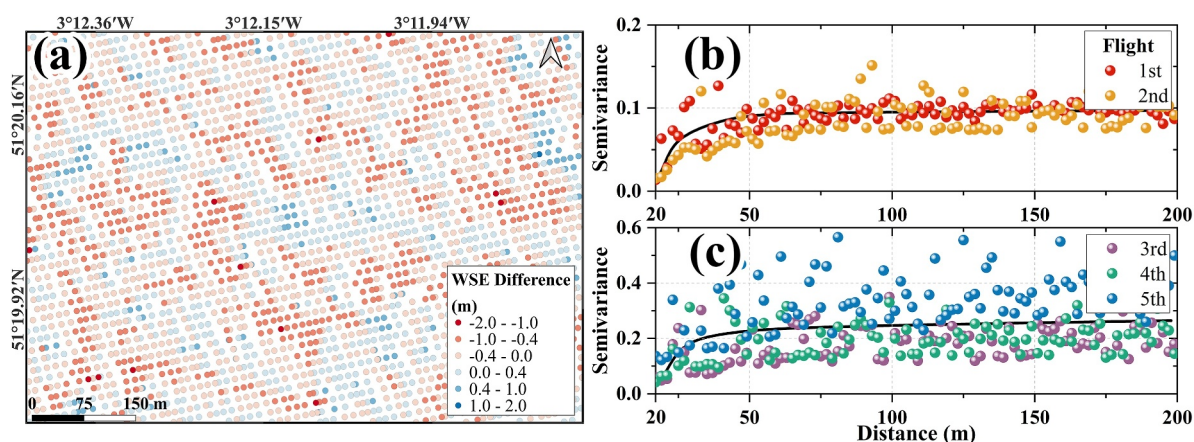 3°12.36′W 3°12.15′W 3°11.94′W
(a)
51°20.16′N
51°19.92′N
WSE Difference
(m)
-2.0 - -1.0
-1.0 - -0.4
-0.4 - 0.0
0.0 - 0.4
0.4 - 1.0
1.0 - 2.0
0 75 150 m
(b)
Semivariance
0.2
0.1
0.0
Flight
1st
2nd
20 50 100 150 200
(c)
Semivariance
0.6
0.4
0.2
0.0
3rd
4th
5th
20 50 100 150 200
Distance (m)